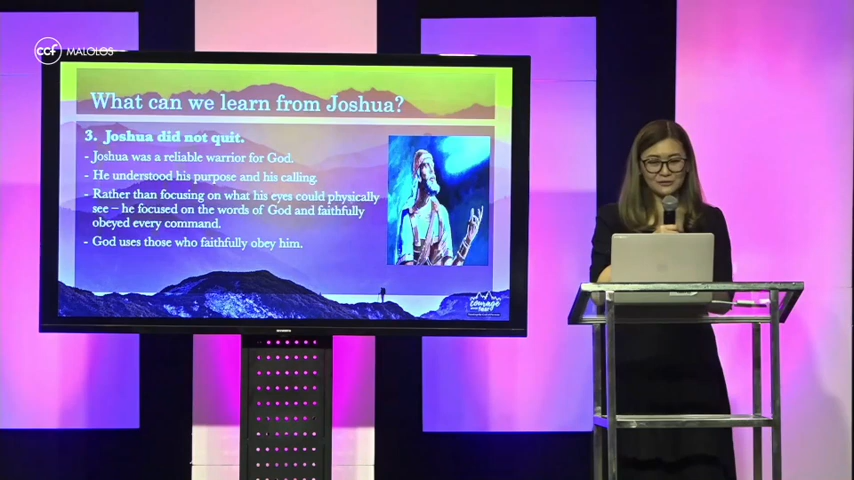 ccf MALOLOS
What can we learn from Joshua?
3. Joshua did not quit.
- Joshua was a reliable warrior for God.
- He understood his purpose and his calling.
- Rather than focusing on what his eyes could physically
see – he focused on the words of God and faithfully
obeyed every command.
- God uses those who faithfully obey him.
courage